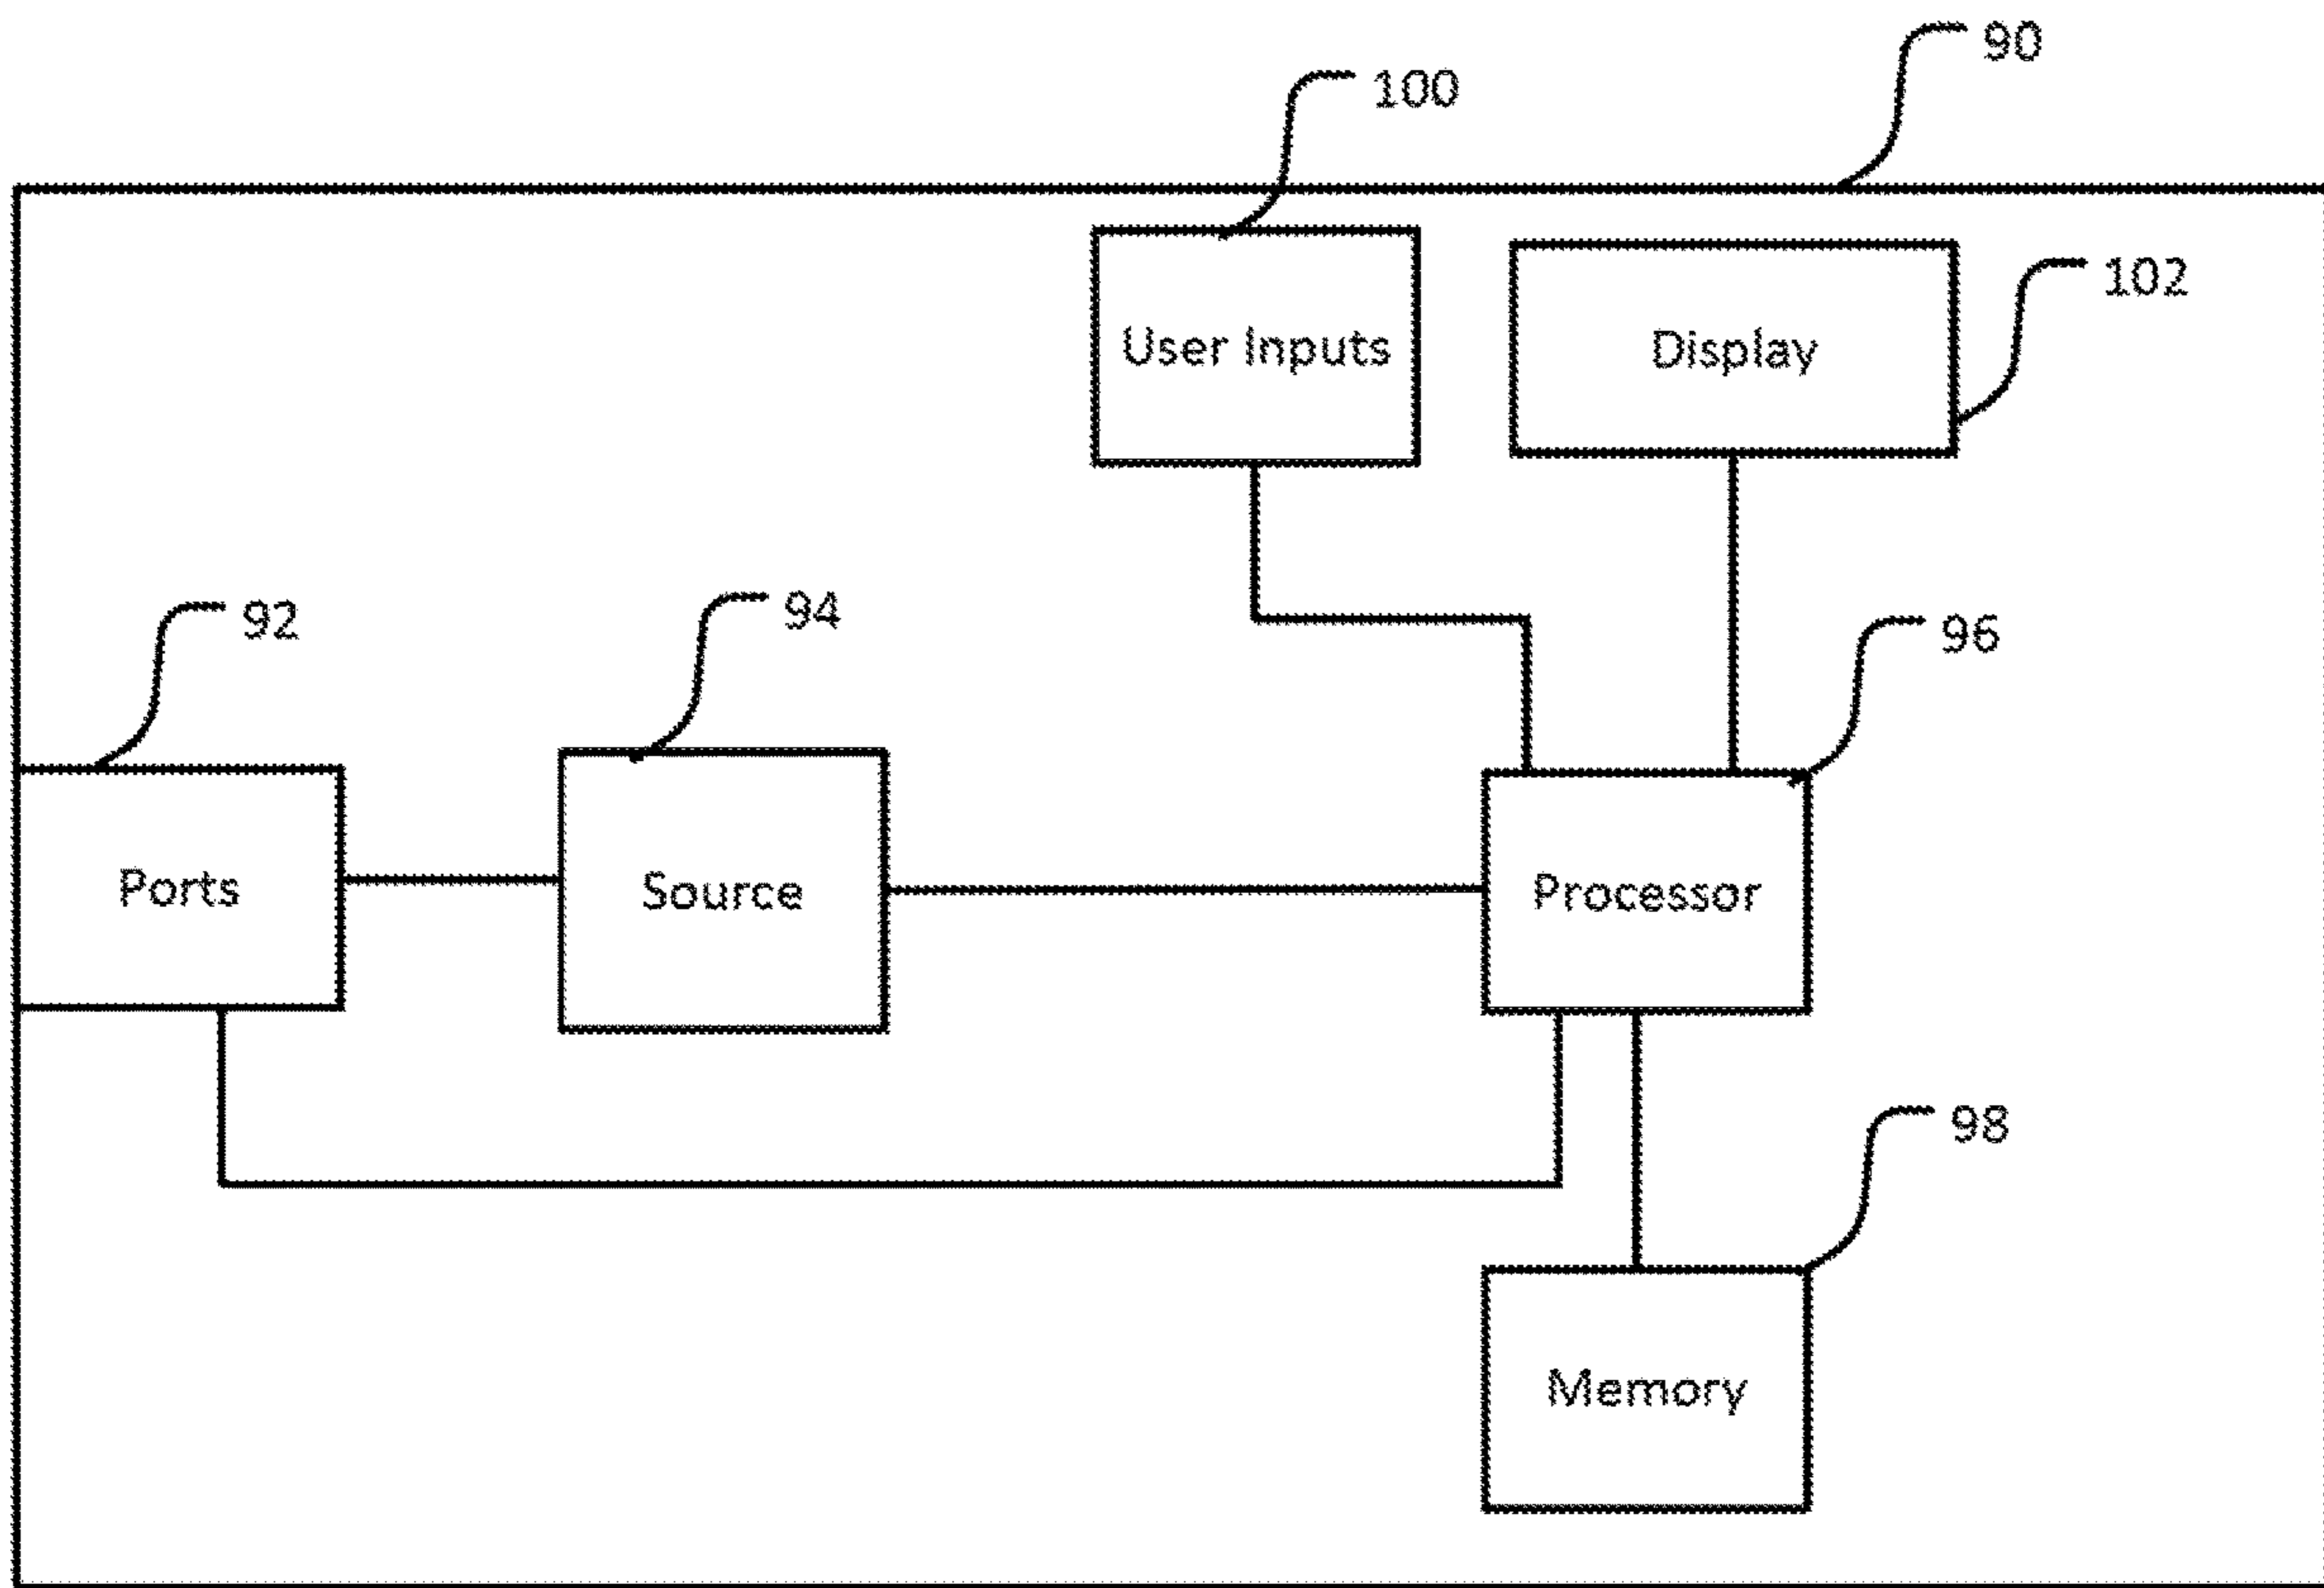 90
100
102
User Inputs
Display
92
94
96
Ports
Source
Processor
98
Memory